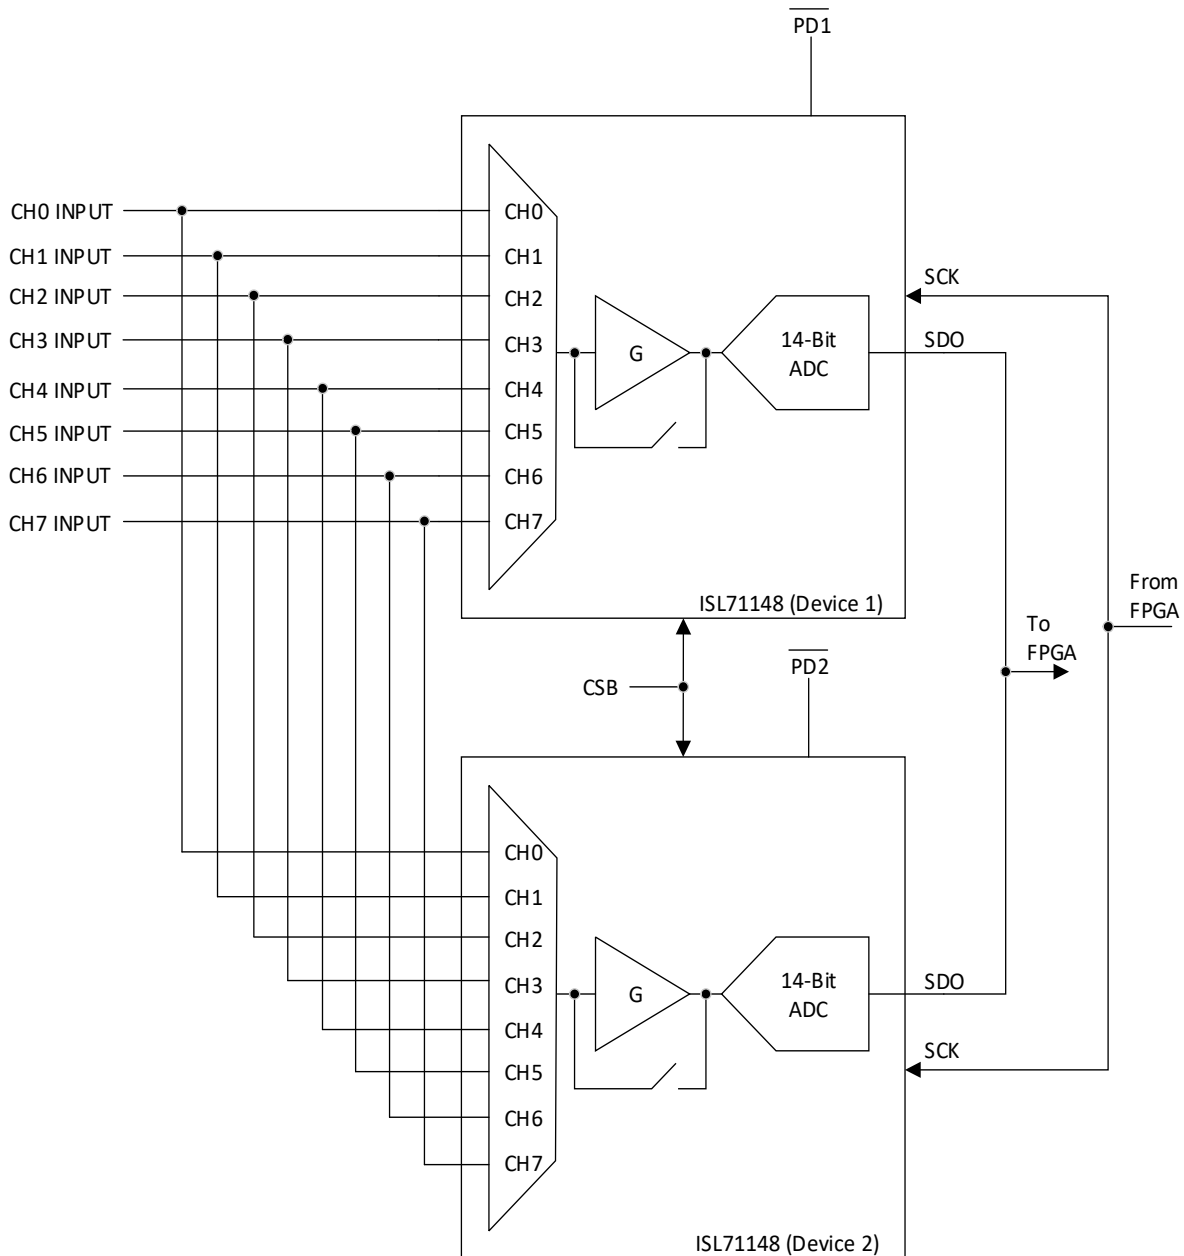 PD1
CH0 INPUT
CH1 INPUT
CH2 INPUT
CH3 INPUT
CH4 INPUT
CH5 INPUT
CH6 INPUT
CH7 INPUT
CH0
CH1
CH2
CH3
CH4
CH5
CH6
CH7
G
14-Bit
ADC
SCK
SDO
ISL71148 (Device 1)
From
FPGA
To
FPGA
CSB
PD2
CH0
CH1
CH2
CH3
CH4
CH5
CH6
CH7
G
14-Bit
ADC
SDO
SCK
ISL71148 (Device 2)